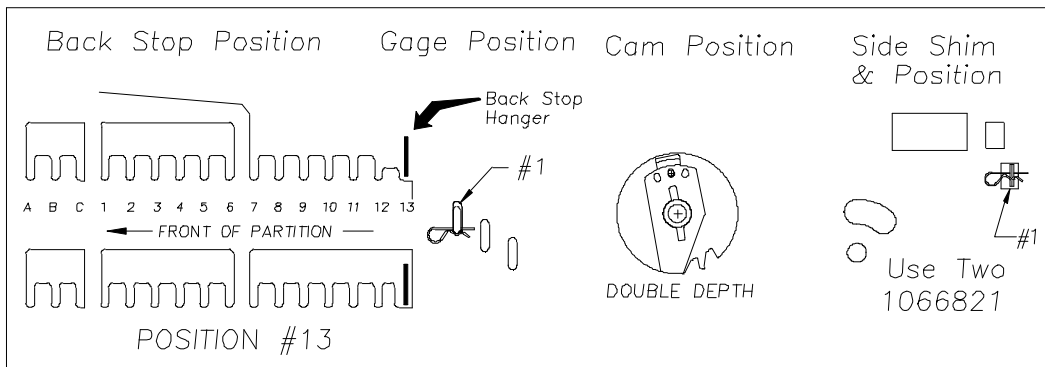 Back Stop Position
Gage Position
Cam Position
Side Shim
& Position
Back Stop
Hanger
#1
A B C 1 2 3 4 5 6 7 8 9 10 11 12 13
FRONT OF PARTITION
POSITION #13
DOUBLE DEPTH
#1
Use Two
1066821